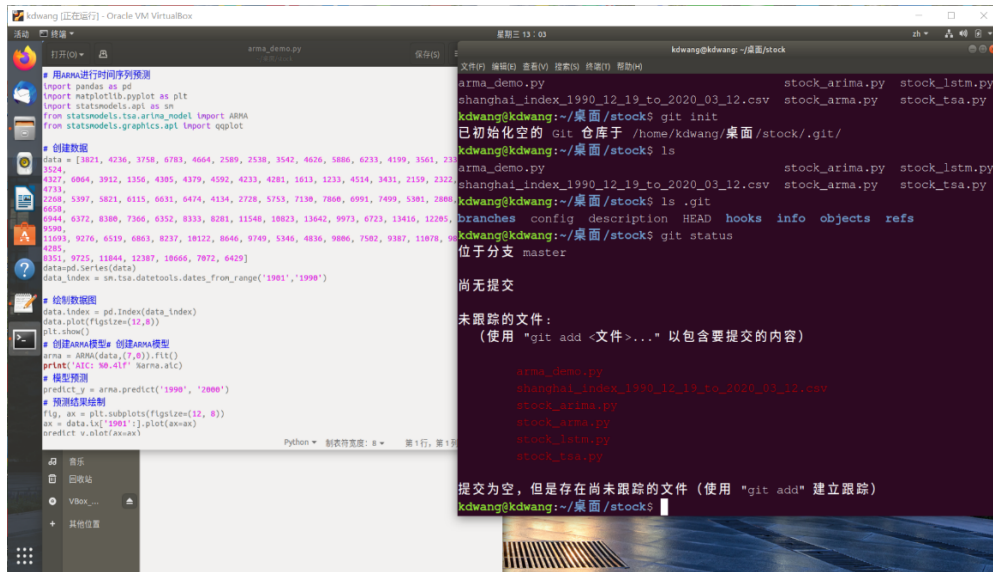 kdwang [正在运行] - Oracle VM VirtualBox
活动
终端
星期三 13：03
zh
打开(O)
arma_demo.py
保存(S)
# 用ARMA进行时间序列预测
import pandas as pd
import matplotlib.pyplot as plt
import statsmodels.api as sm
from statsmodels.tsa.arima_model import ARMA
from statsmodels.graphics.api import qqplot
# 创建数据
data = [3821, 4236, 3758, 6783, 4664, 2589, 2538, 3542, 4626, 5886, 6233, 4199, 3561, 233
3524,
4327, 6064, 3912, 1356, 4305, 4379, 4592, 4233, 4281, 1613, 1233, 4514, 3431, 2159, 2322,
4733,
2268, 5397, 5821, 6115, 6631, 6474, 4134, 2728, 5753, 7130, 7860, 6991, 7499, 5301, 2808,
6650,
6944, 6372, 8380, 7366, 6352, 8333, 8281, 11548, 10823, 13642, 9973, 6723, 13416, 12205,
9590,
11693, 9276, 6519, 6863, 8237, 10122, 8646, 9749, 5346, 4836, 9806, 7502, 9387, 11078,
4285,
8351, 9725, 11844, 12387, 10666, 7072, 6429]
data=pd.Series(data)
data_index = sm.tsa.datetools.dates_from_range('1901','1990')
# 绘制数据图
data.index = pd.Index(data_index)
data.plot(figsize=(12,8))
plt.show()
# 创建ARMA模型# 创建ARMA模型
arma = ARMA(data,(7,0)).fit()
print('AIC: %0.4lf' %arma.aic)
# 模型预测
predict_y = arma.predict('1990', '2000')
# 预测结果绘制
fig, ax = plt.subplots(figsize=(12, 8))
ax = data.ix['1901':].plot(ax=ax)
predict_y.plot(ax=ax)
Python
制表符宽度：8
第1行，第1列
音乐
回收站
VBox_...
其他位置
kdwang@kdwang: ~/桌面/stock
文件(F) 编辑(E) 查看(V) 搜索(S) 终端(T) 帮助(H)
arma_demo.py stock_arima.py stock_lstm.py
shanghai_index_1990_12_19_to_2020_03_12.csv stock_arma.py stock_tsa.py
kdwang@kdwang:~/桌面/stock$ git init
已初始化空的 Git 仓库于 /home/kdwang/桌面/stock/.git/
kdwang@kdwang:~/桌面/stock$ ls
arma_demo.py stock_arima.py stock_lstm.py
shanghai_index_1990_12_19_to_2020_03_12.csv stock_arma.py stock_tsa.py
kdwang@kdwang:~/桌面/stock$ ls .git
branches config description HEAD hooks info objects refs
kdwang@kdwang:~/桌面/stock$ git status
位于分支 master
尚无提交
未跟踪的文件:
（使用 "git add <文件>..." 以包含要提交的内容）
arma_demo.py
shanghai_index_1990_12_19_to_2020_03_12.csv
stock_arima.py
stock_arma.py
stock_lstm.py
stock_tsa.py
提交为空，但是存在尚未跟踪的文件（使用 "git add" 建立跟踪）
kdwang@kdwang:~/桌面/stock$